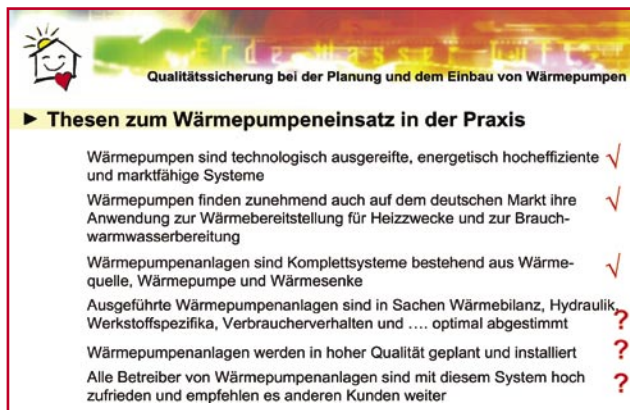 Erde Wasser Luft
Qualitätssicherung bei der Planung und dem Einbau von Wärmepumpen
► Thesen zum Wärmepumpeneinsatz in der Praxis
Wärmepumpen sind technologisch ausgereifte, energetisch hocheffiziente √
und marktfähige Systeme
Wärmepumpen finden zunehmend auch auf dem deutschen Markt ihre √
Anwendung zur Wärmebereitstellung für Heizzwecke und zur Brauch-
warmwasserbereitung
Wärmepumpenanlagen sind Komplettsysteme bestehend aus Wärme- √
quelle, Wärmepumpe und Wärmesenke
Ausgeführte Wärmepumpenanlagen sind in Sachen Wärmebilanz, Hydraulik,
Werkstoffspezifika, Verbraucherverhalten und .... optimal abgestimmt ?
Wärmepumpenanlagen werden in hoher Qualität geplant und installiert ?
Alle Betreiber von Wärmepumpenanlagen sind mit diesem System hoch ?
zufrieden und empfehlen es anderen Kunden weiter